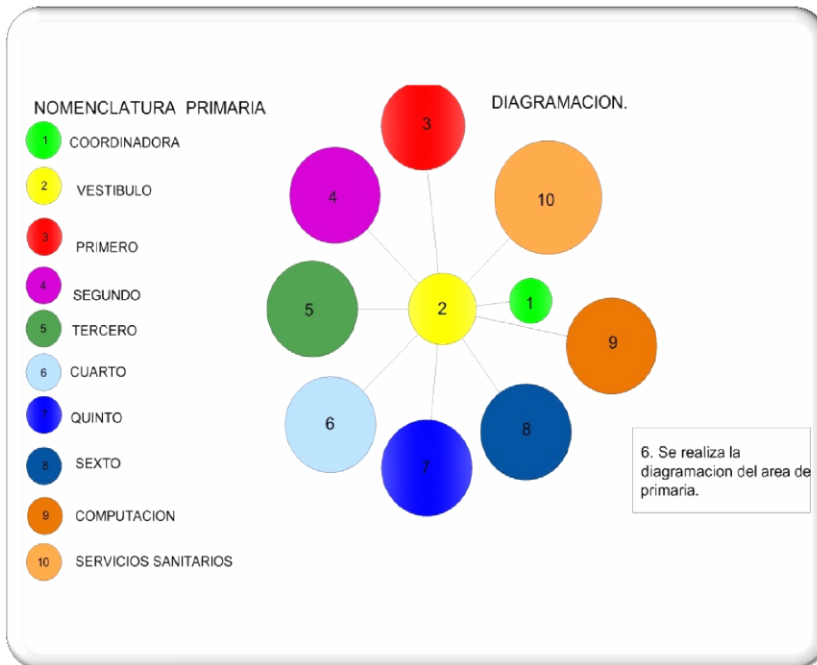 NOMENCLATURA PRIMARIA
1 COORDINADORA
2 VESTIBULO
3 PRIMERO
4 SEGUNDO
5 TERCERO
6 CUARTO
7 QUINTO
8 SEXTO
9 COMPUTACION
10 SERVICIOS SANITARIOS
DIAGRAMACION.
3
4
10
5
2
1
9
6
7
8
6. Se realiza la
diagramacion del area de
primaria.